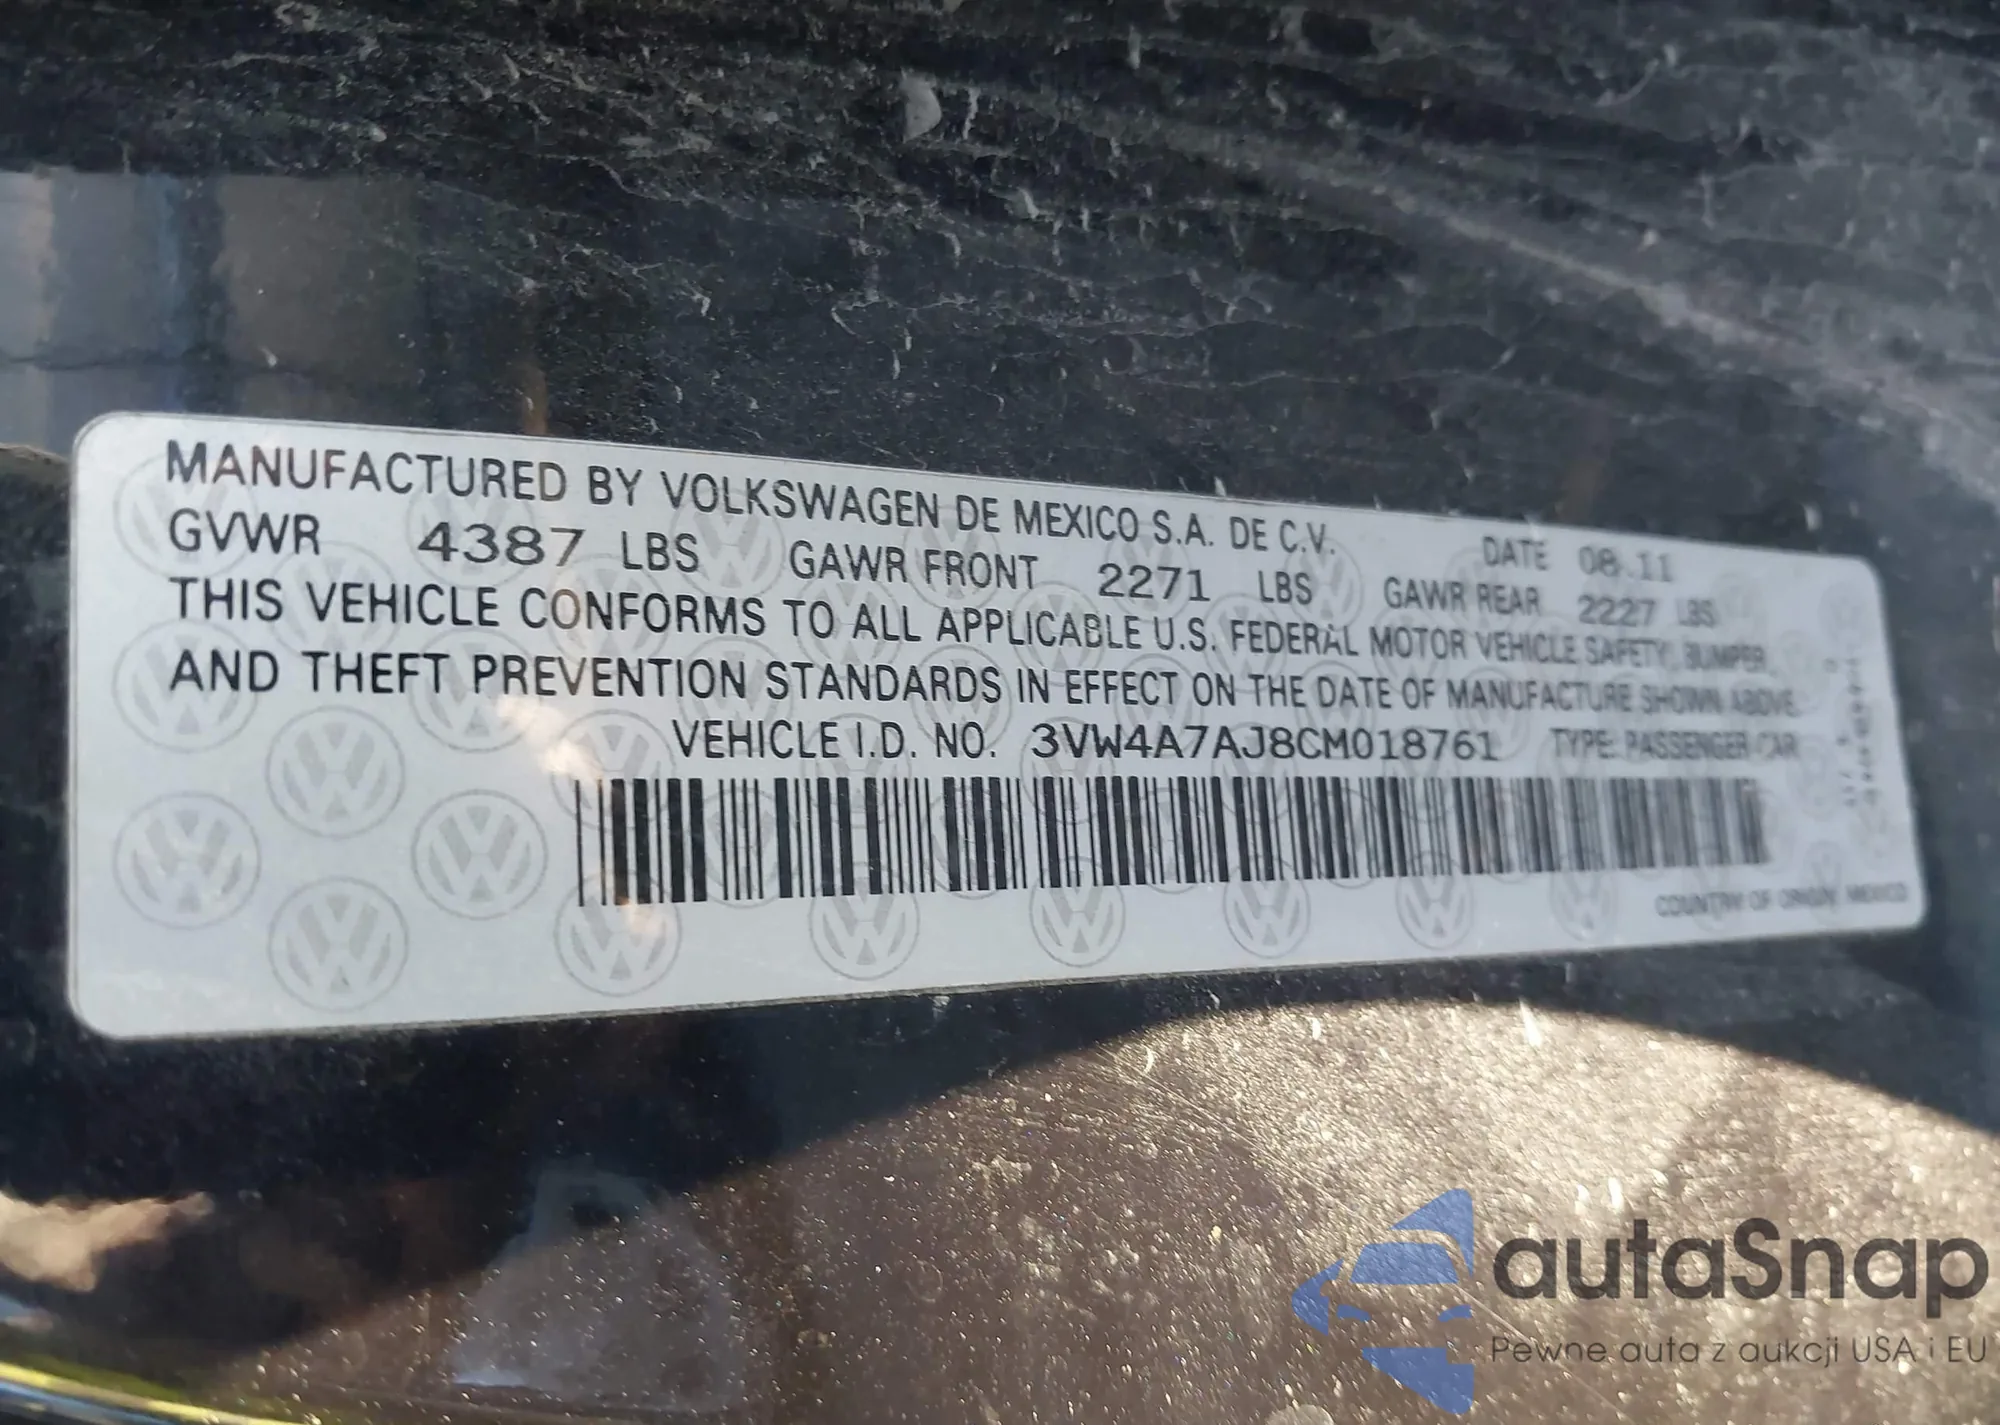 MANUFACTURED BY VOLKSWAGEN DE MEXICO S.A. DE C.V. DATE 08.11
GVWR 4387 LBS GAWR FRONT 2271 LBS GAWR REAR 2227 LBS
THIS VEHICLE CONFORMS TO ALL APPLICABLE U.S. FEDERAL MOTOR VEHICLE SAFETY, BUMPER,
AND THEFT PREVENTION STANDARDS IN EFFECT ON THE DATE OF MANUFACTURE SHOWN ABOVE.
VEHICLE I.D. NO. 3VW4A7AJ8CM018761 TYPE: PASSENGER CAR
COUNTRY OF ORIGIN: MEXICO
autaSnap
Pewne auta z aukcji USA i EU